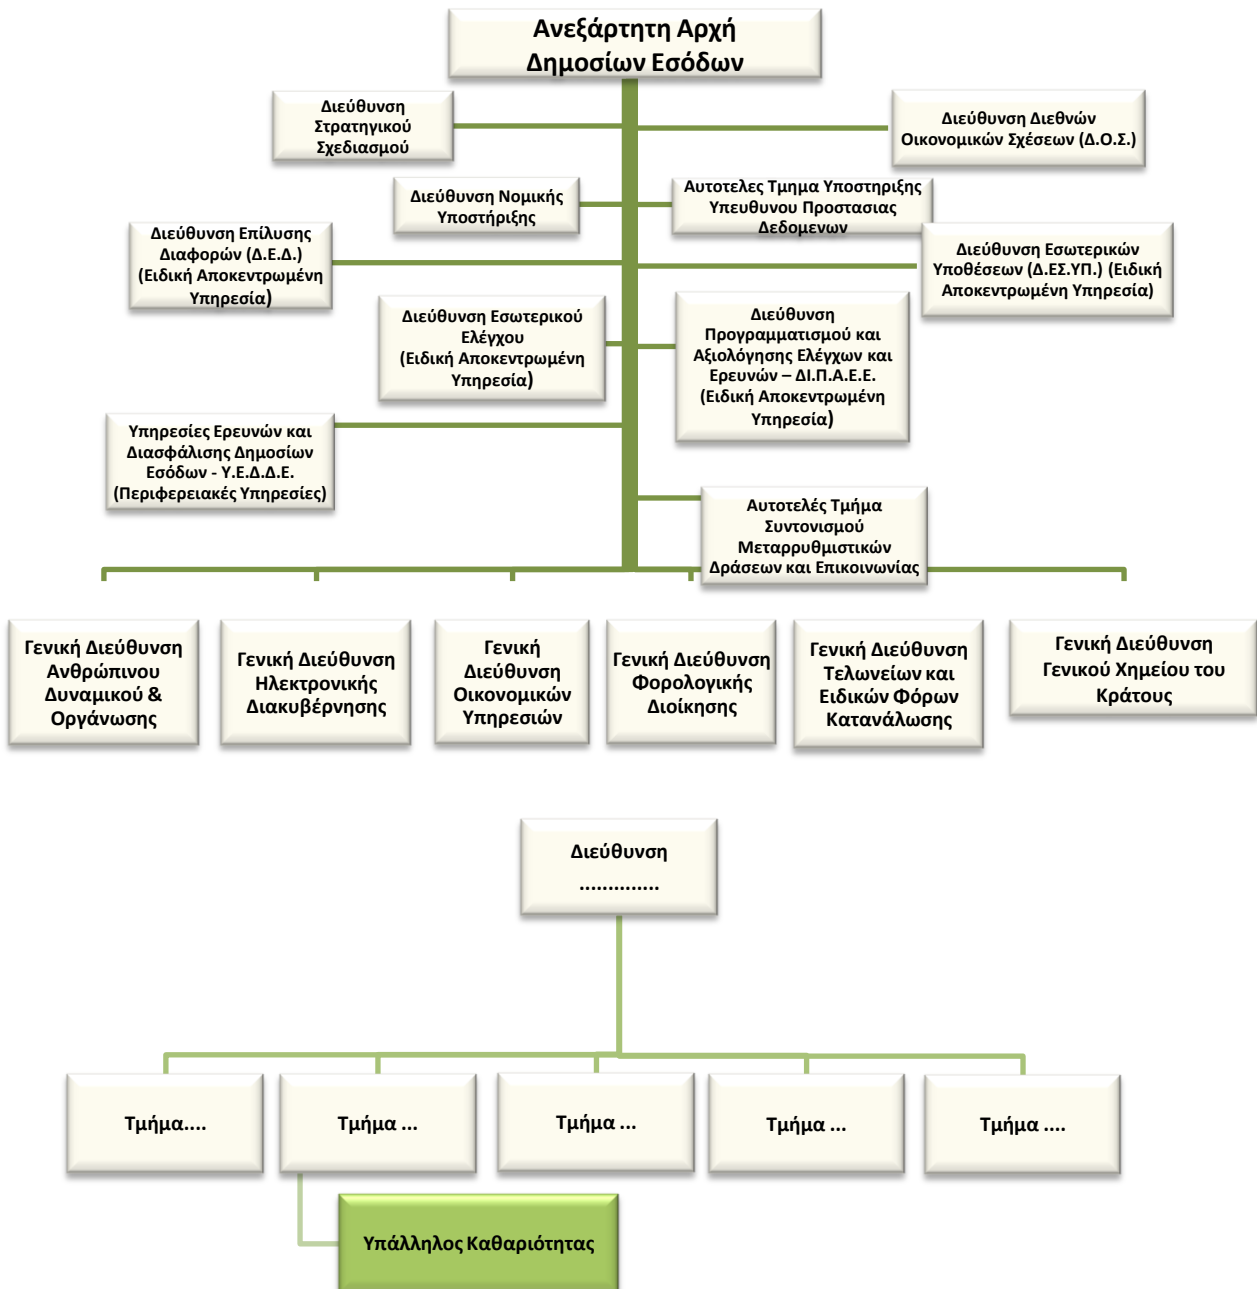 Ανεξάρτητη Αρχή
Δημοσίων Εσόδων
Διεύθυνση
Στρατηγικού
Σχεδιασμού
Διεύθυνση Διεθνών
Οικονομικών Σχέσεων (Δ.Ο.Σ.)
Διεύθυνση Νομικής
Υποστήριξης
Αυτοτελες Τμημα Υποστηριξης
Υπευθυνου Προστασιας
Δεδομενων
Διεύθυνση Επίλυσης
Διαφορών (Δ.Ε.Δ.)
(Ειδική Αποκεντρωμένη
Υπηρεσία)
Διεύθυνση Εσωτερικών
Υποθέσεων (Δ.ΕΣ.ΥΠ.) (Ειδική
Αποκεντρωμένη Υπηρεσία)
Διεύθυνση Εσωτερικού
Ελέγχου
(Ειδική Αποκεντρωμένη
Υπηρεσία)
Διεύθυνση
Προγραμματισμού και
Αξιολόγησης Ελέγχων και
Ερευνών – ΔΙ.Π.Α.Ε.Ε.
(Ειδική Αποκεντρωμένη
Υπηρεσία)
Υπηρεσίες Ερευνών και
Διασφάλισης Δημοσίων
Εσόδων - Υ.Ε.Δ.Δ.Ε.
(Περιφερειακές Υπηρεσίες)
Αυτοτελές Τμήμα
Συντονισμού
Μεταρρυθμιστικών
Δράσεων και Επικοινωνίας
Γενική Διεύθυνση
Ανθρώπινου
Δυναμικού &
Οργάνωσης
Γενική Διεύθυνση
Ηλεκτρονικής
Διακυβέρνησης
Γενική
Διεύθυνση
Οικονομικών
Υπηρεσιών
Γενική Διεύθυνση
Φορολογικής
Διοίκησης
Γενική Διεύθυνση
Τελωνείων και
Ειδικών Φόρων
Κατανάλωσης
Γενική Διεύθυνση
Γενικού Χημείου του
Κράτους
Διεύθυνση
..............
Τμήμα....
Τμήμα ...
Τμήμα ...
Τμήμα ...
Τμήμα ....
Υπάλληλος Καθαριότητας